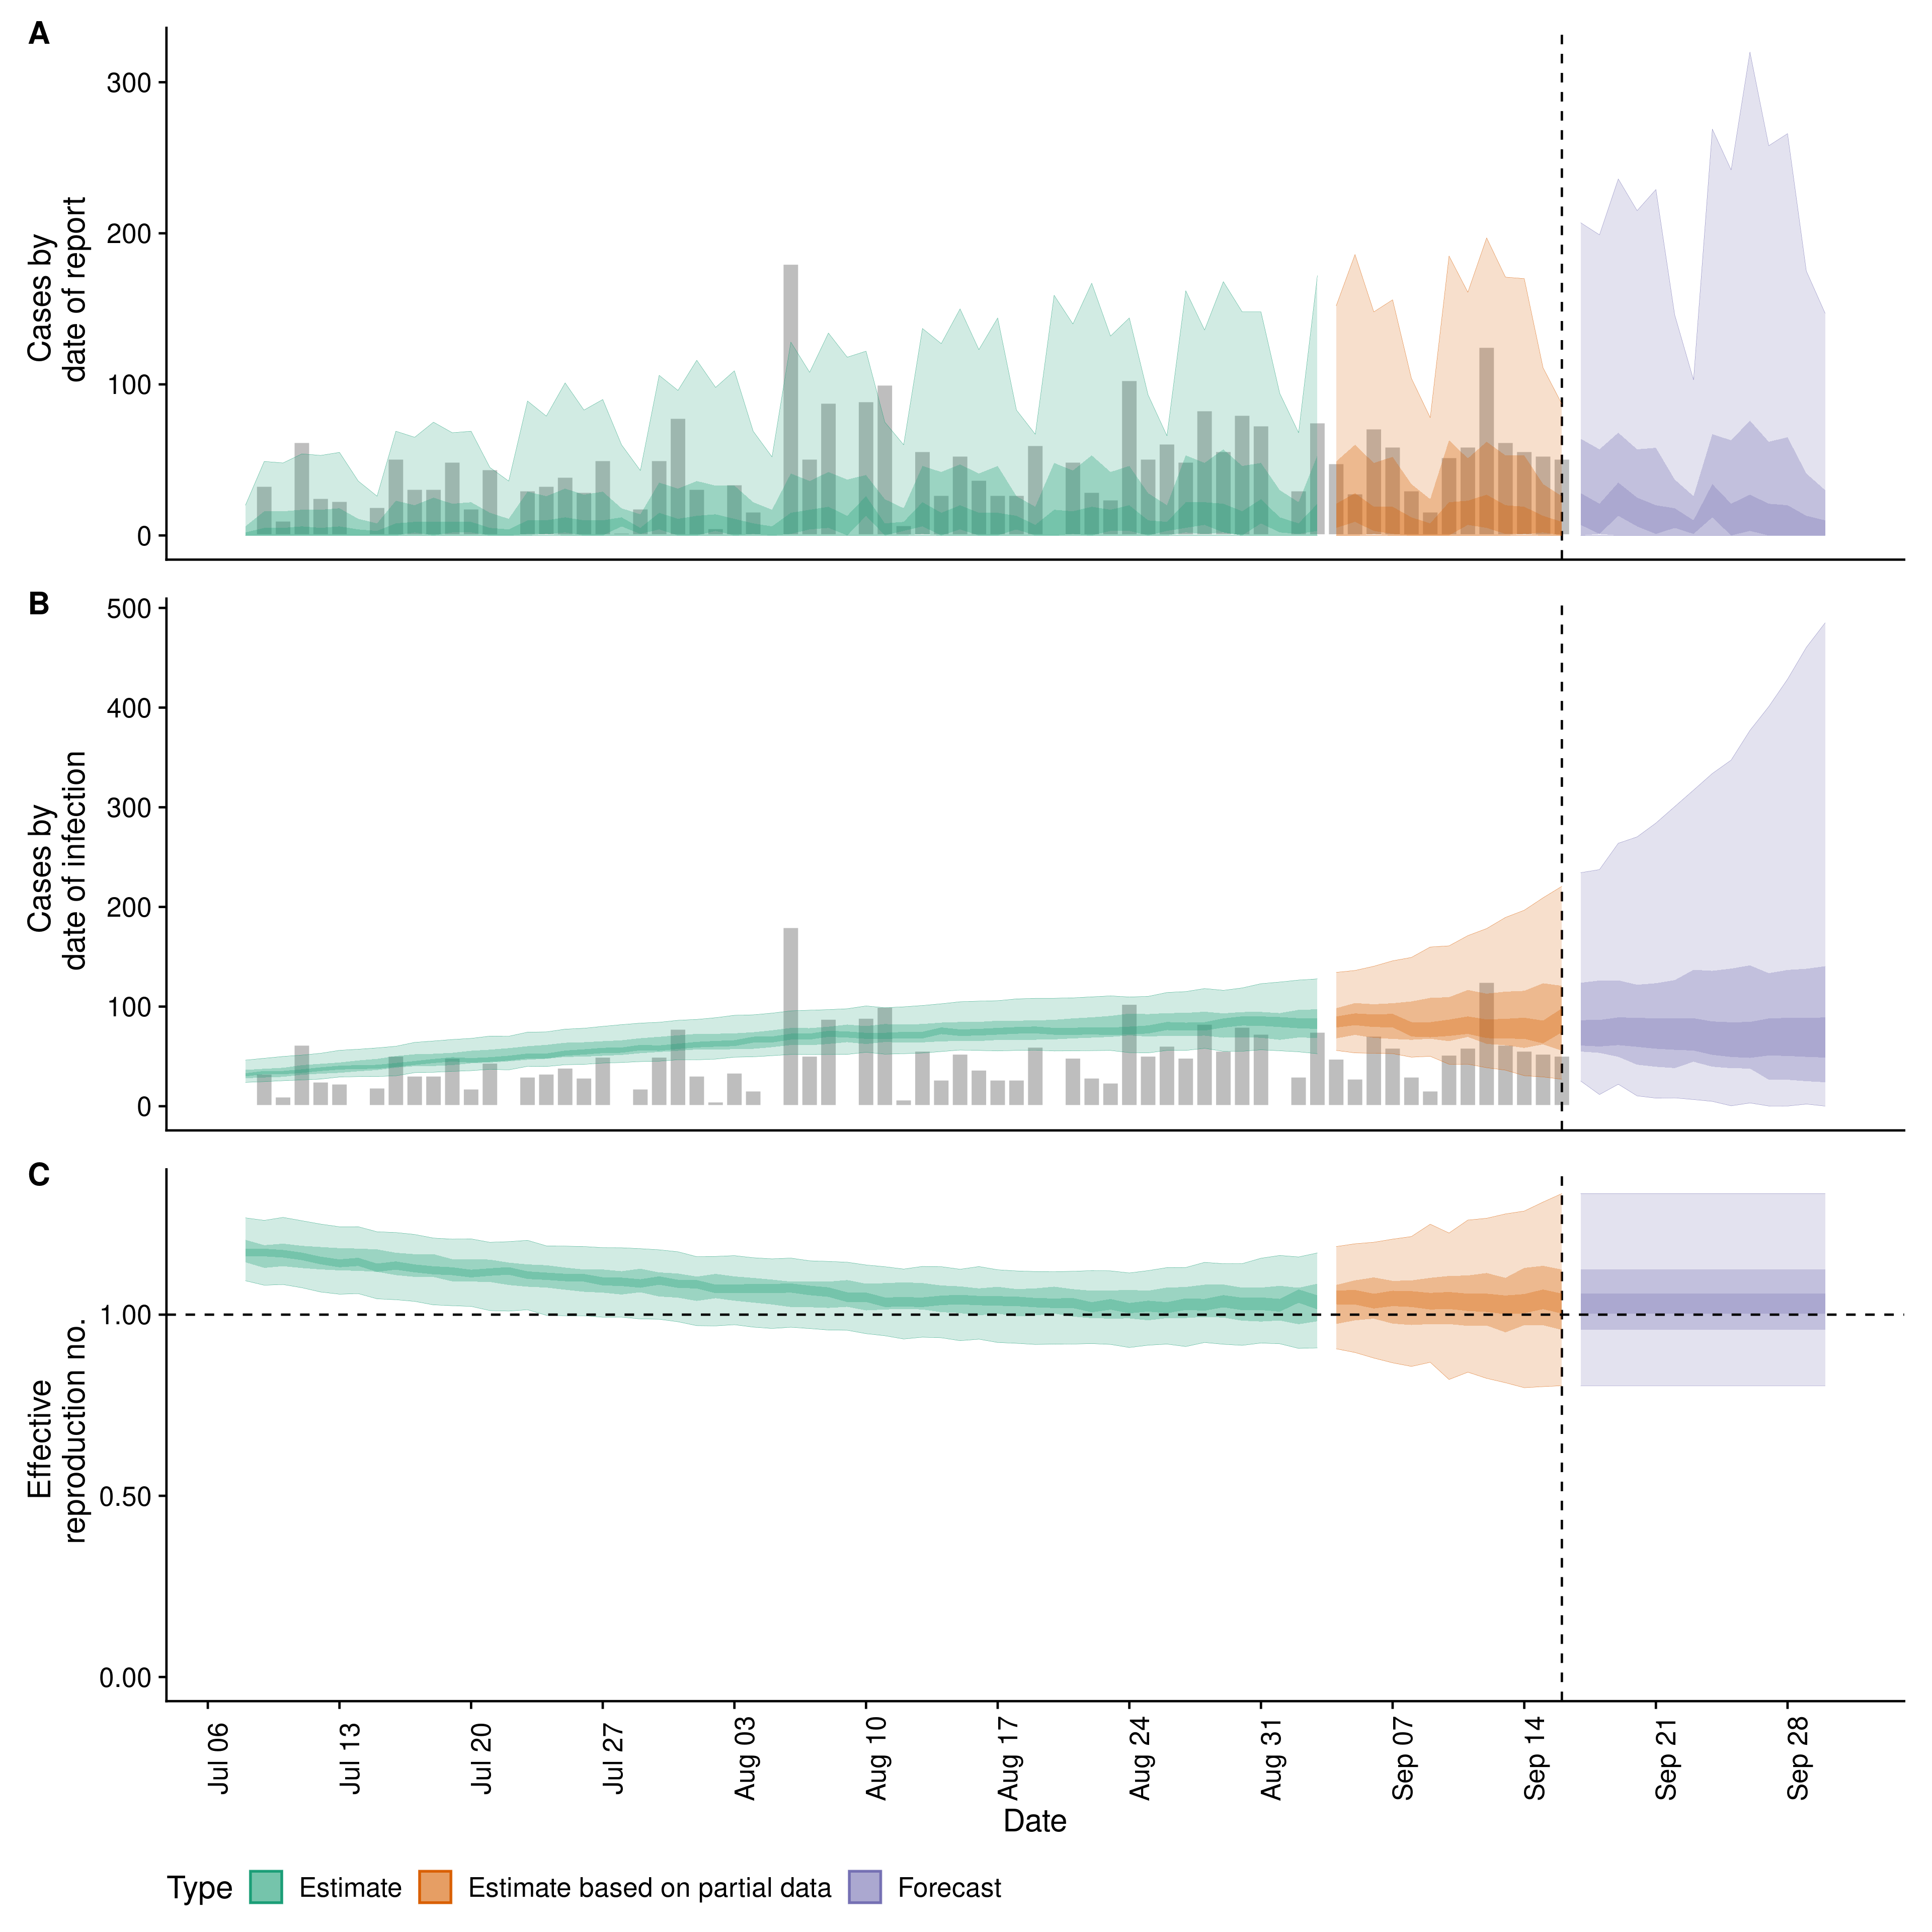 A
Cases by
date of report
300
200
100
0
B
Cases by
date of infection
500
400
300
200
100
0
C
Effective
reproduction no.
1.00
0.50
0.00
Jul 06
Jul 13
Jul 20
Jul 27
Aug 03
Aug 10
Aug 17
Aug 24
Aug 31
Sep 07
Sep 14
Sep 21
Sep 28
Date
Type Estimate Estimate based on partial data Forecast